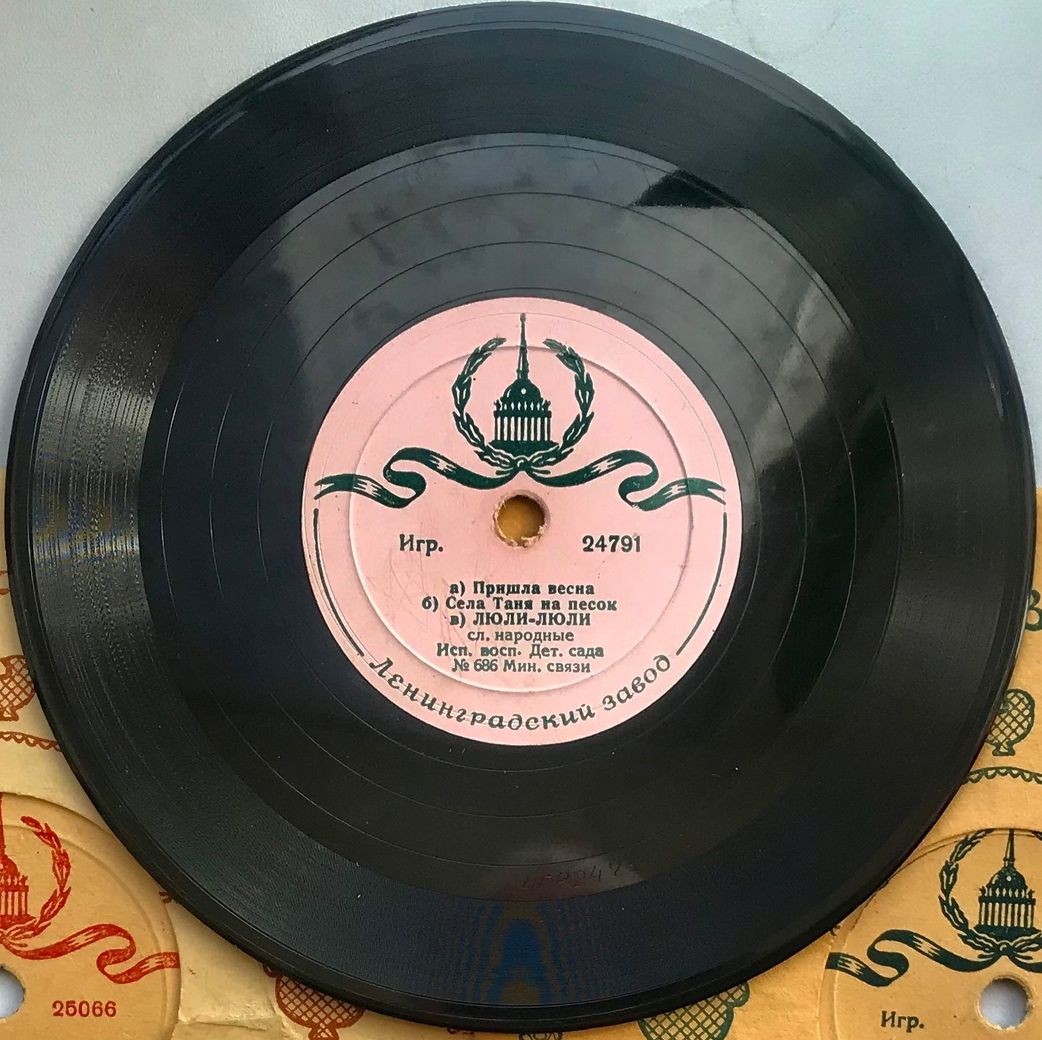 Игр. 24791
а) Пришла весна
б) Села Таня на песок
в) ЛЮЛИ-ЛЮЛИ
сл. народные
Исп. восп. Дет. сада
№ 686 Мин. связи
Ленинградский завод
25066
Игр.